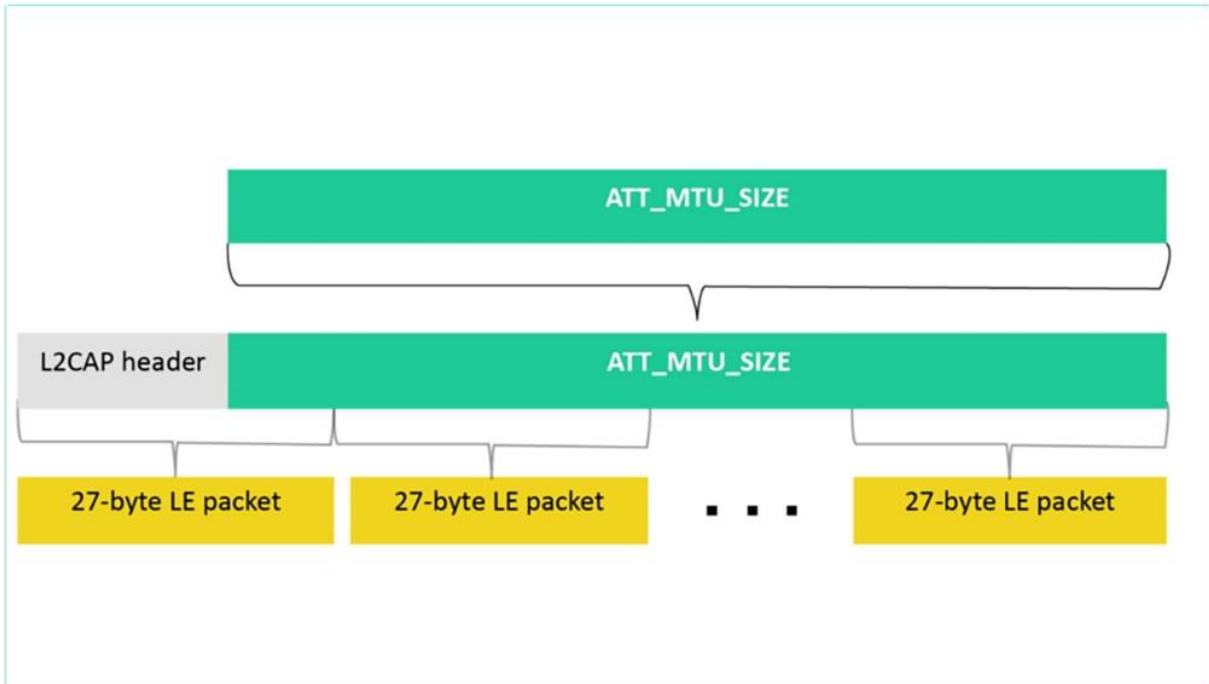 ATT_MTU_SIZE
L2CAP header ATT_MTU_SIZE
27-byte LE packet 27-byte LE packet . . . 27-byte LE packet